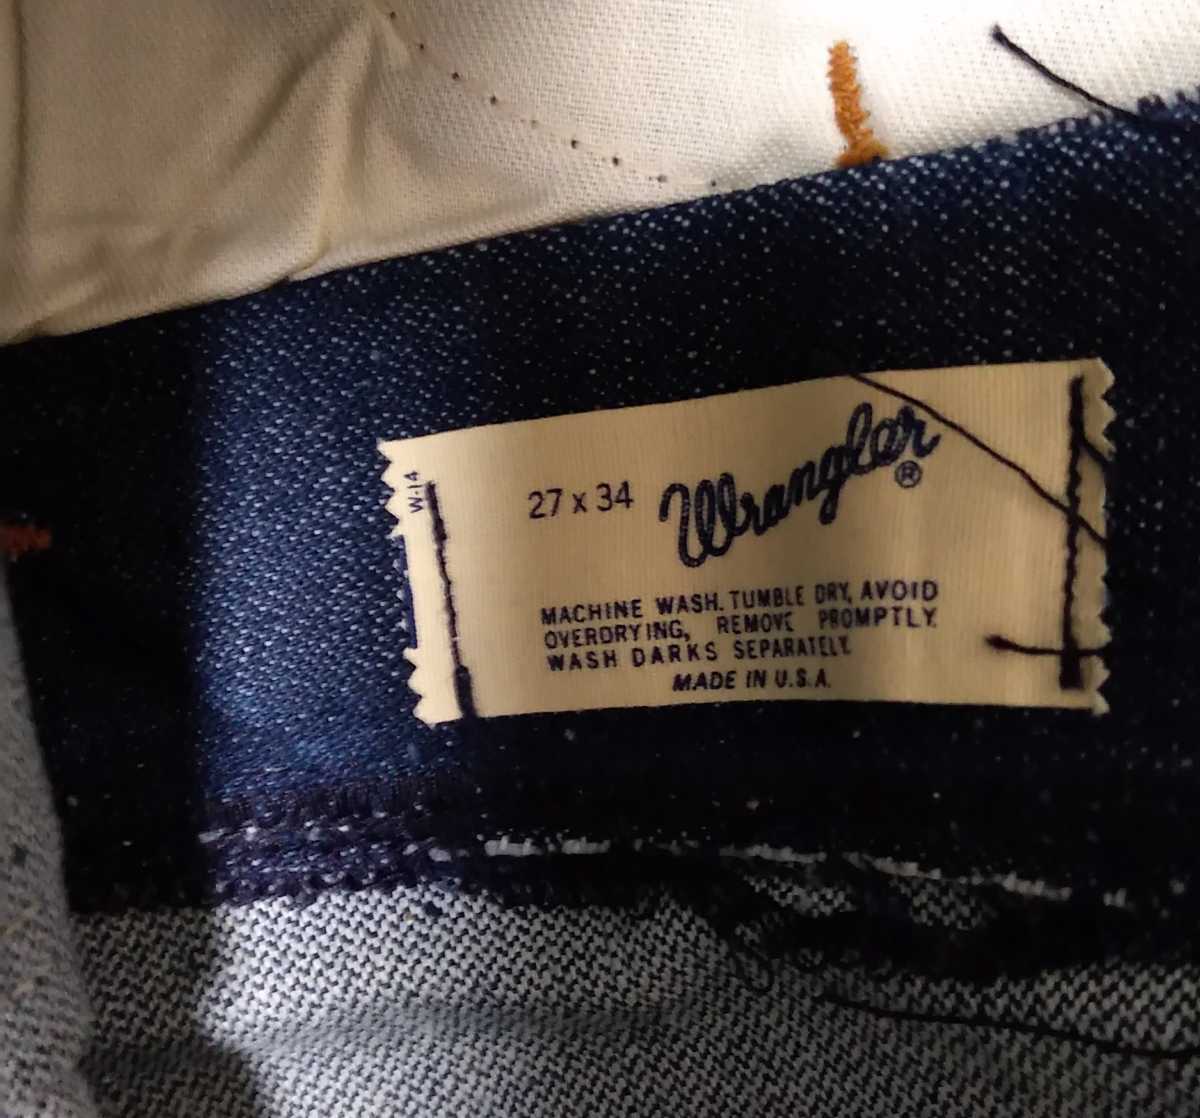 W-14
27 x 34 Wrangler®
MACHINE WASH. TUMBLE DRY, AVOID
OVERDRYING, REMOVE PROMPTLY.
WASH DARKS SEPARATELY.
MADE IN U.S.A.